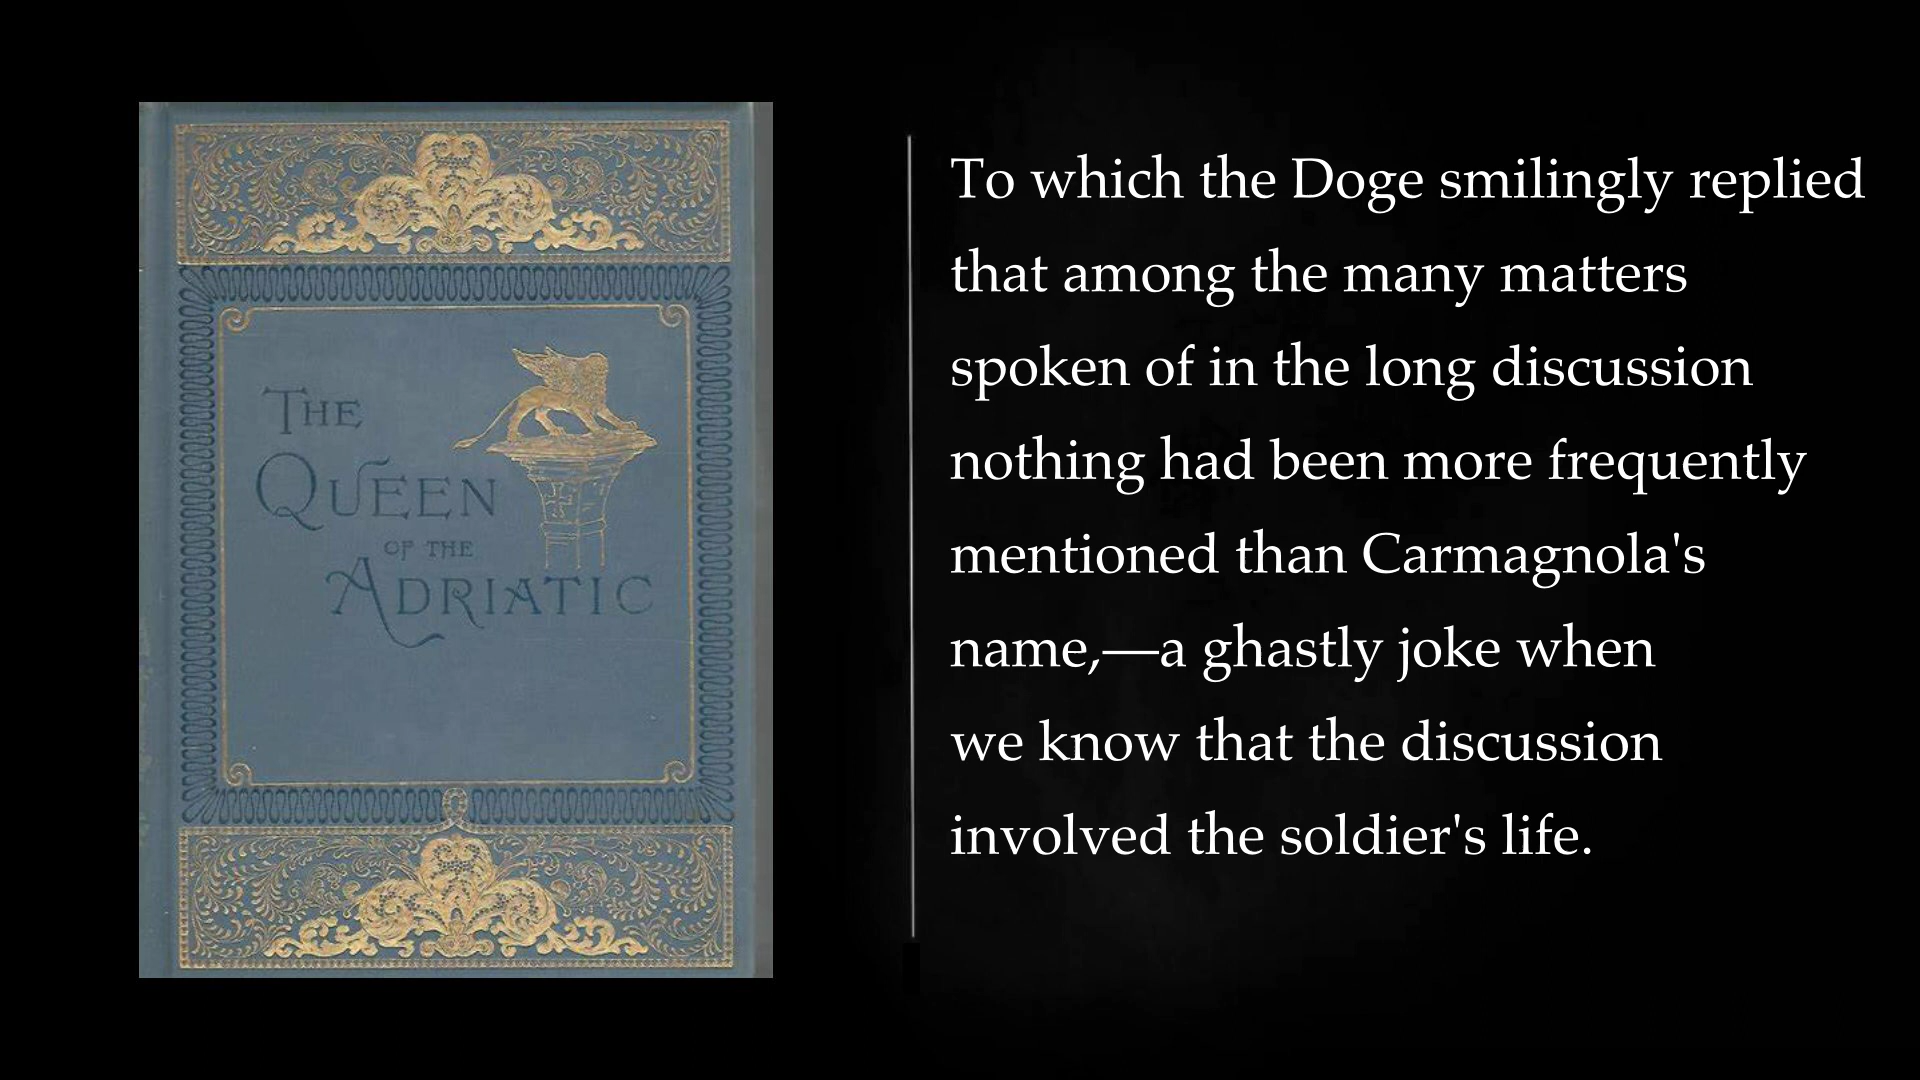 THE
QUEEN
OF THE
ADRIATIC
To which the Doge smilingly replied
that among the many matters
spoken of in the long discussion
nothing had been more frequently
mentioned than Carmagnola's
name,—a ghastly joke when
we know that the discussion
involved the soldier's life.